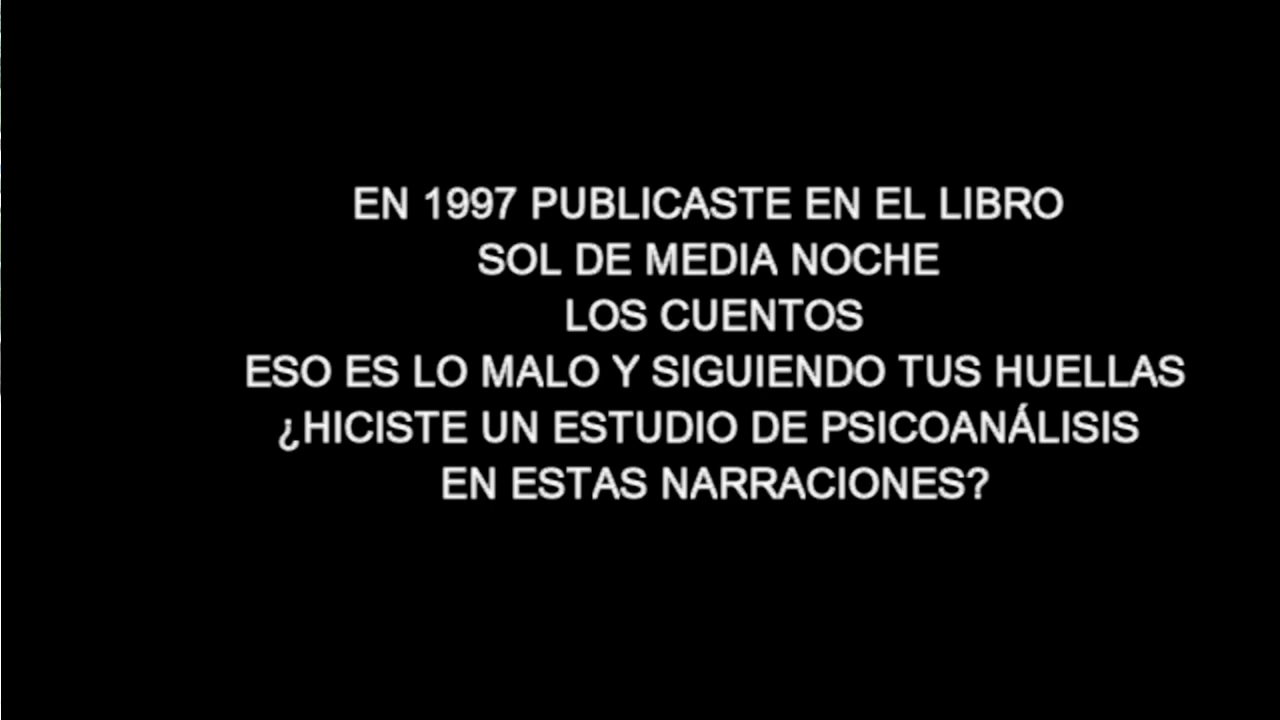 EN 1997 PUBLICASTE EN EL LIBRO
SOL DE MEDIA NOCHE
LOS CUENTOS
ESO ES LO MALO Y SIGUIENDO TUS HUELLAS
¿HICISTE UN ESTUDIO DE PSICOANÁLISIS
EN ESTAS NARRACIONES?